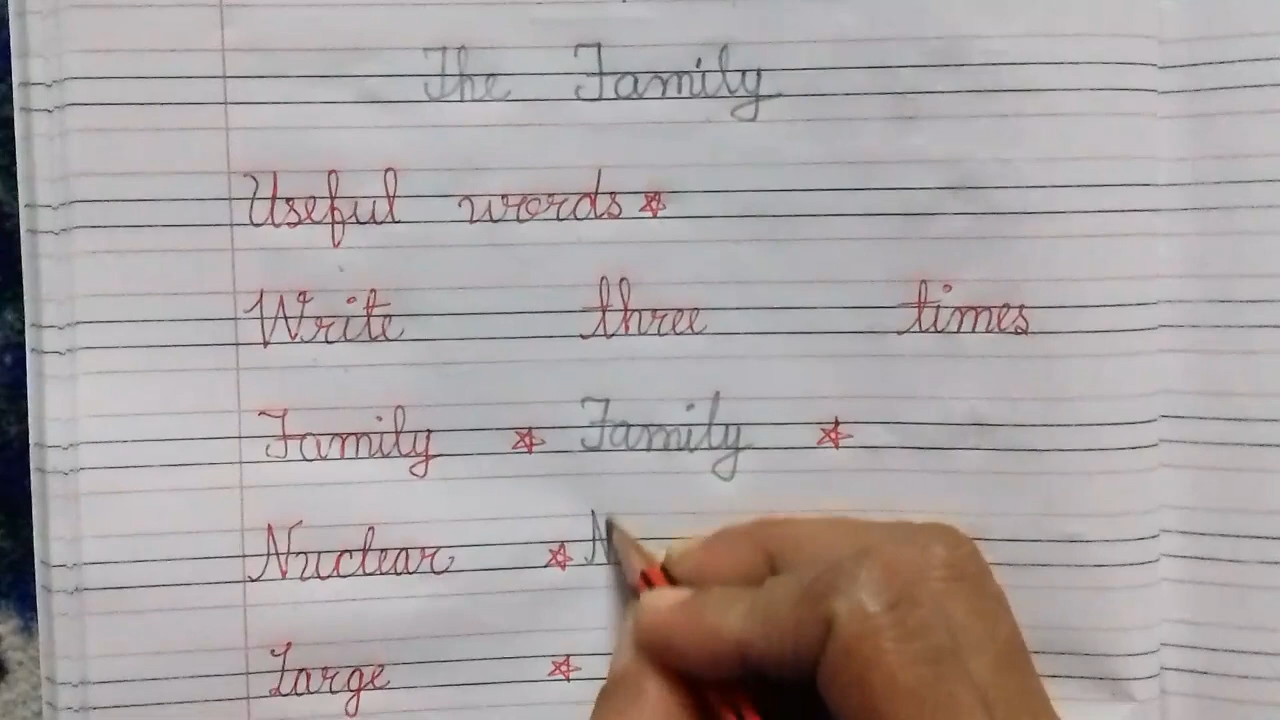 The Family
Useful words
Write three times
Family Family
Nuclear N
Large